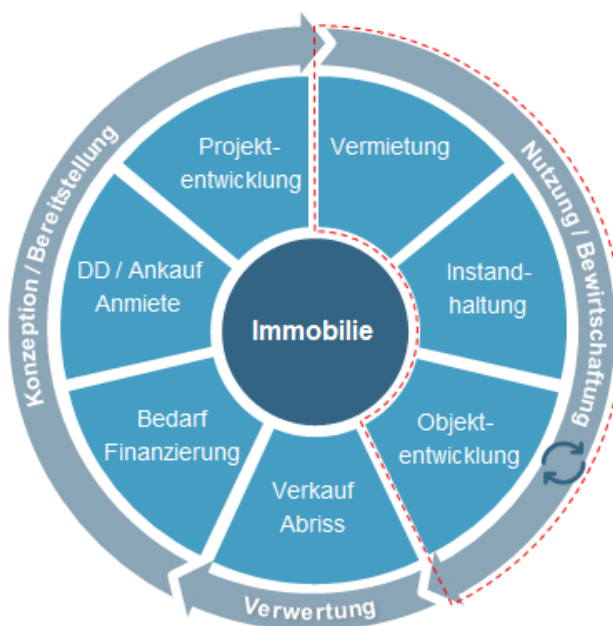 Konzeption / Bereitstellung
Nutzung / Bewirtschaftung
Verwertung
Projekt-
entwicklung
Vermietung
DD / Ankauf
Anmiete
Instand-
haltung
Immobilie
Bedarf
Finanzierung
Objekt-
entwicklung
Verkauf
Abriss